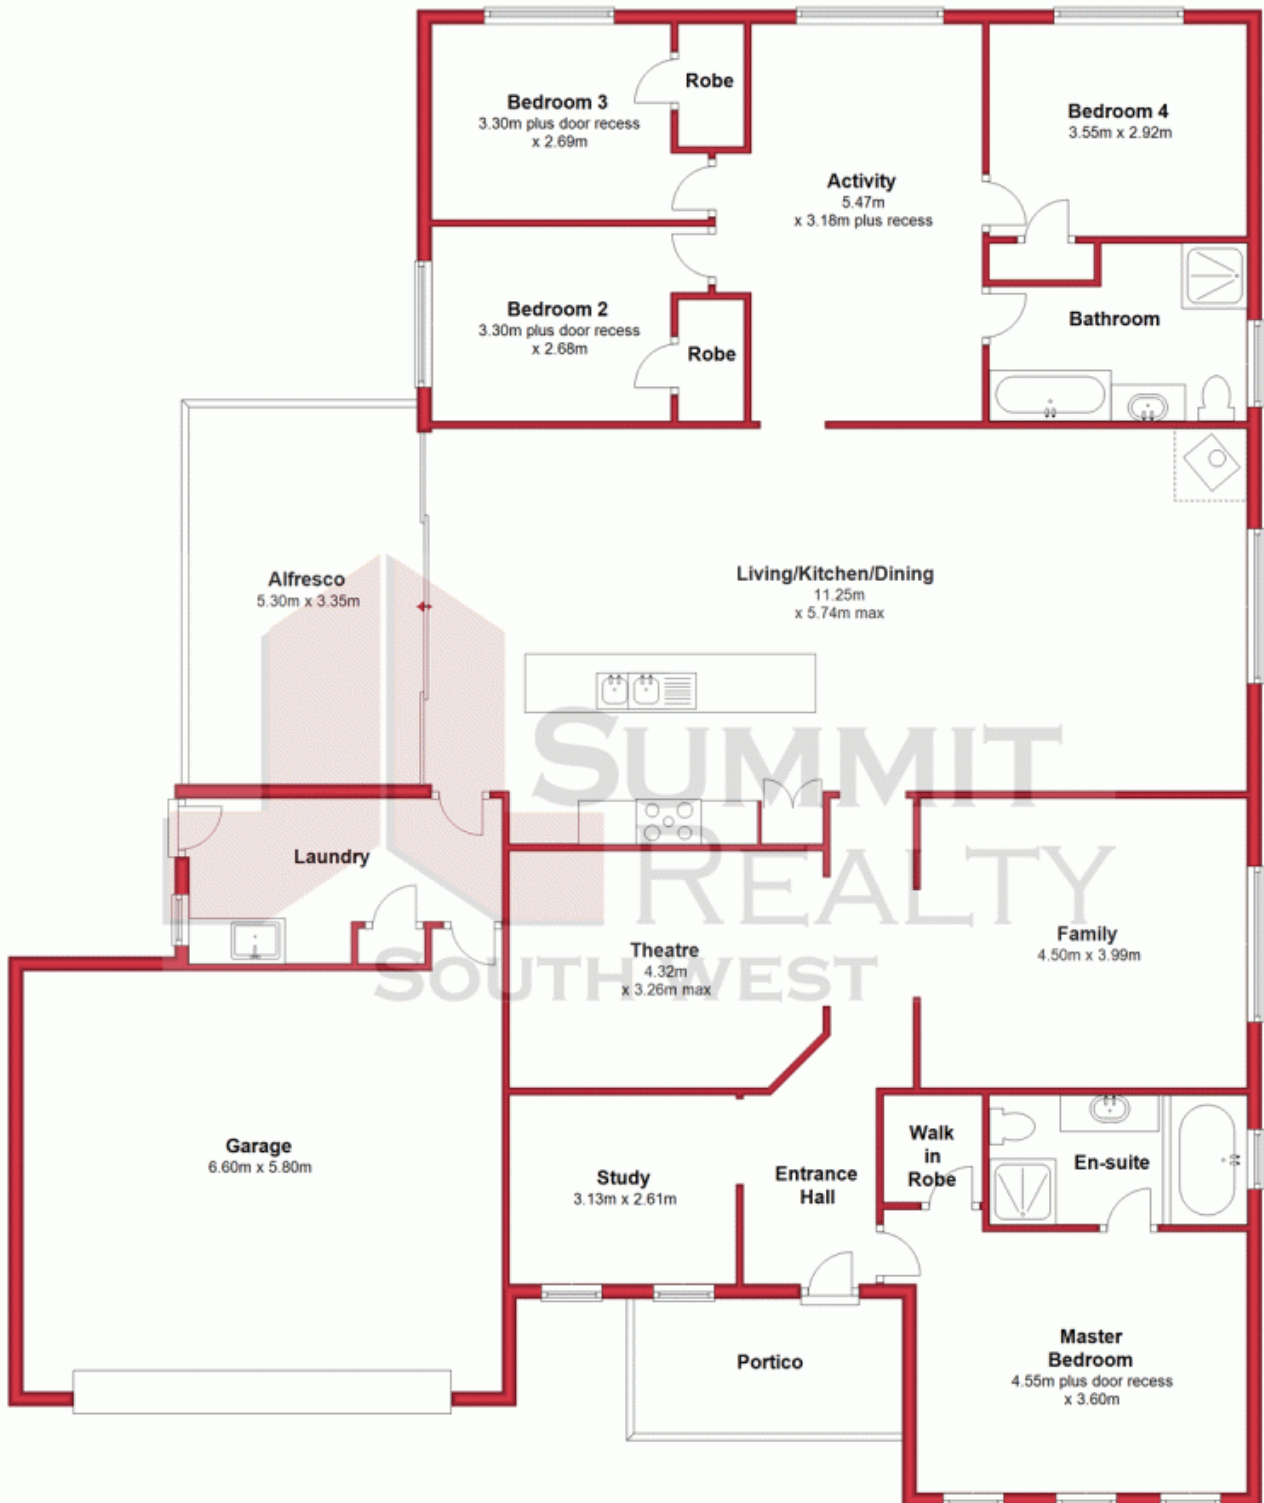 Bedroom 3
3.30m plus door recess
x 2.69m
Robe
Bedroom 4
3.55m x 2.92m
Activity
5.47m
x 3.18m plus recess
Bedroom 2
3.30m plus door recess
x 2.68m
Robe
Bathroom
Alfresco
5.30m x 3.35m
Living/Kitchen/Dining
11.25m
x 5.74m max
SUMMIT
REALTY
SOUTH WEST
Laundry
Theatre
4.32m
x 3.26m max
Family
4.50m x 3.99m
Garage
6.60m x 5.80m
Study
3.13m x 2.61m
Entrance
Hall
Walk
in
Robe
En-suite
Portico
Master
Bedroom
4.55m plus door recess
x 3.60m